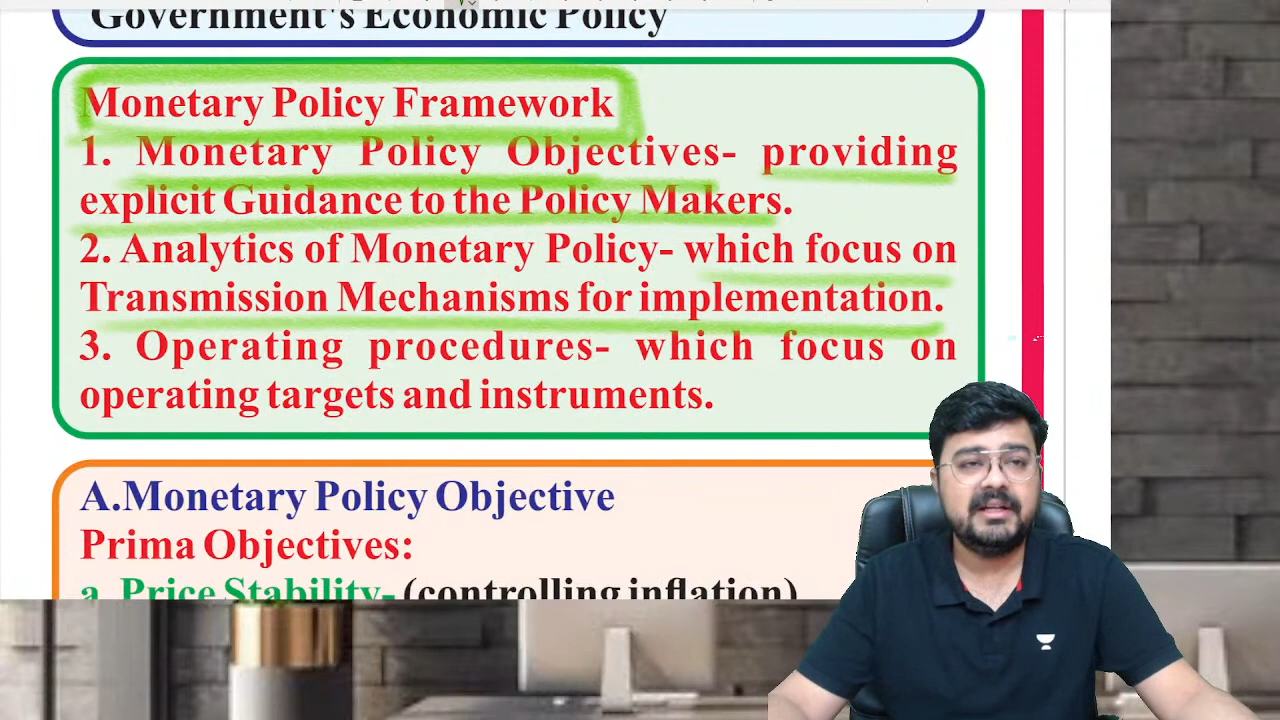 Government's Economic Policy
Monetary Policy Framework
1. Monetary Policy Objectives- providing
explicit Guidance to the Policy Makers.
2. Analytics of Monetary Policy- which focus on
Transmission Mechanisms for implementation.
3. Operating procedures- which focus on
operating targets and instruments.
A.Monetary Policy Objective
Prima Objectives:
a. Price Stability- (controlling inflation)